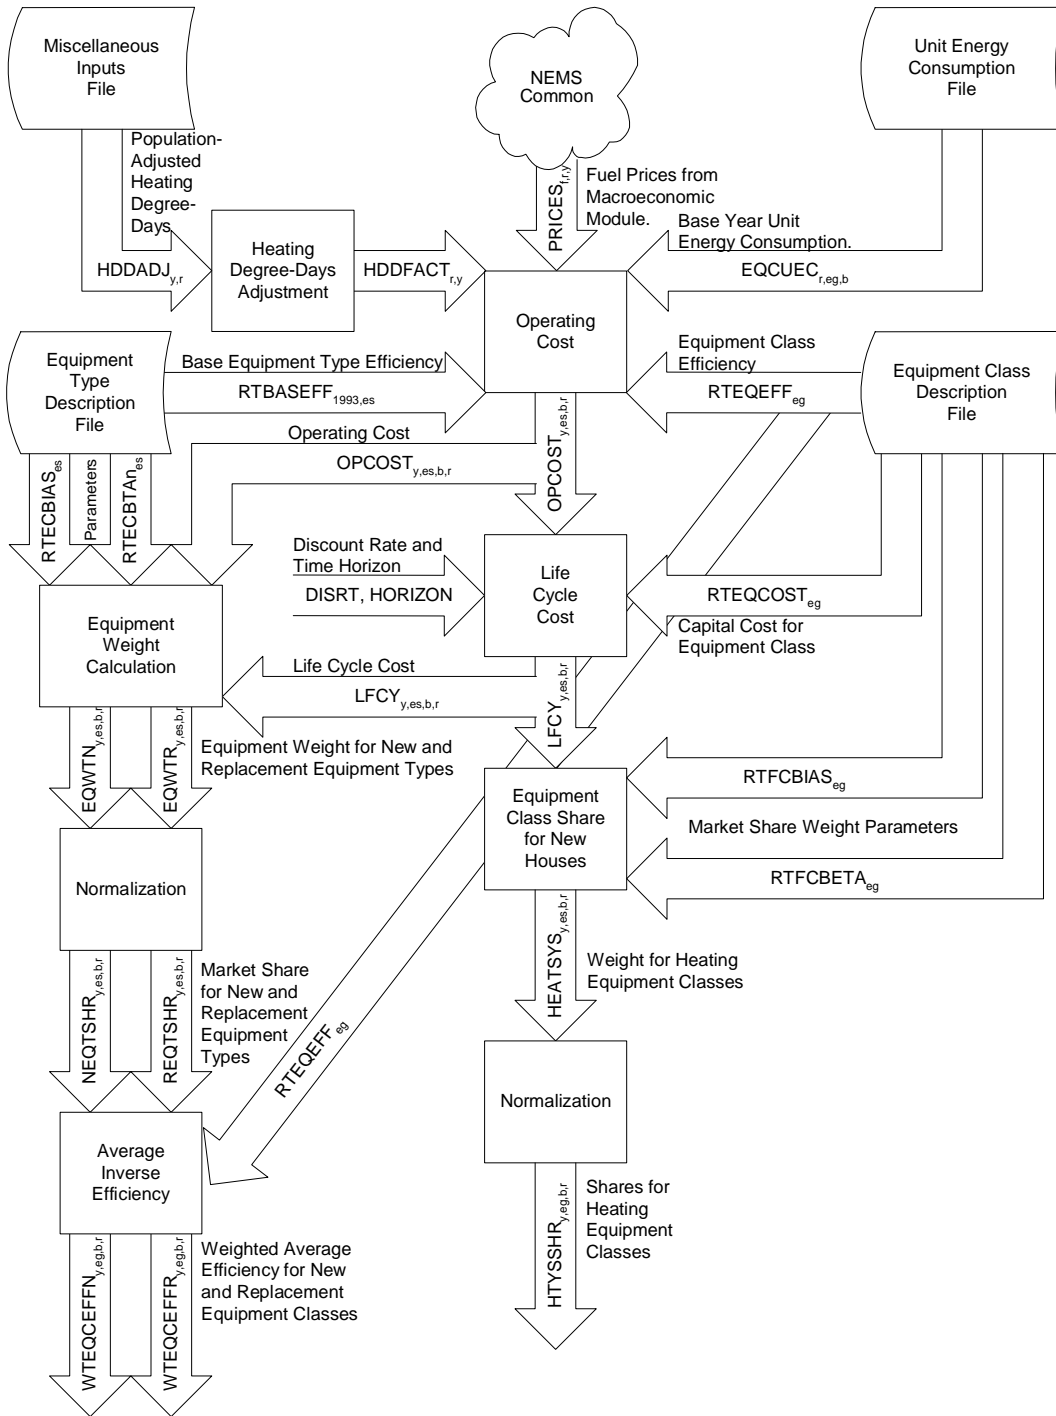 Miscellaneous
Inputs
File
NEMS
Common
Unit Energy
Consumption
File
Population-
Adjusted
Heating
Degree-
Days
HDDADJy,r
Heating
Degree-Days
Adjustment
HDDFACTr,y
PRICESf,r,y
Fuel Prices from
Macroeconomic
Module.
Base Year Unit
Energy Consumption.
EQCUECr,eg,b
Operating
Cost
Equipment
Type
Description
File
Base Equipment Type Efficiency
RTBASEFF1993,es
Equipment Class
Efficiency
RTEQEFFeg
Equipment Class
Description
File
Operating Cost
OPCOSTy,es,b,r
OPCOSTy,es,b,r
RTECBIASes
Parameters
RTECBTAnes
Discount Rate and
Time Horizon
DISRT, HORIZON
Life
Cycle
Cost
RTEQCOSTeg
Capital Cost for
Equipment Class
Equipment
Weight
Calculation
Life Cycle Cost
LFCYy,es,b,r
LFCYy,es,b,r
EQWTNy,es,b,r
EQWTRy,es,b,r
Equipment Weight for New and
Replacement Equipment Types
Equipment
Class Share
for New
Houses
RTFCBIASeg
Market Share Weight Parameters
RTFCBETAeg
Normalization
NEQTSHRy,es,b,r
REQTSHRy,es,b,r
Market Share
for New and
Replacement
Equipment
Types
HEATSYSy,es,b,r
Weight for Heating
Equipment Classes
RTEQEFFeg
Normalization
Average
Inverse
Efficiency
HTYSSHRy,eg,b,r
Shares for
Heating
Equipment
Classes
WTEQCEFFNy,eg,b,r
WTEQCEFFRy,eg,b,r
Weighted Average
Efficiency for New
and Replacement
Equipment Classes